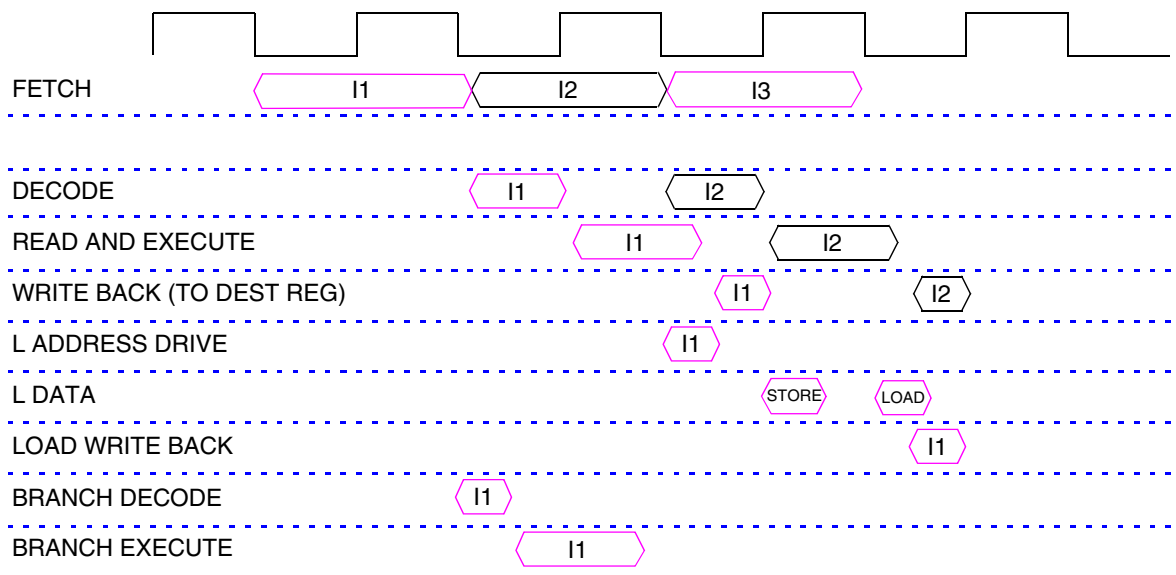 FETCH I1 I2 I3
DECODE I1 I2
READ AND EXECUTE I1 I2
WRITE BACK (TO DEST REG) I1 I2
L ADDRESS DRIVE I1
L DATA STORE LOAD
LOAD WRITE BACK I1
BRANCH DECODE I1
BRANCH EXECUTE I1